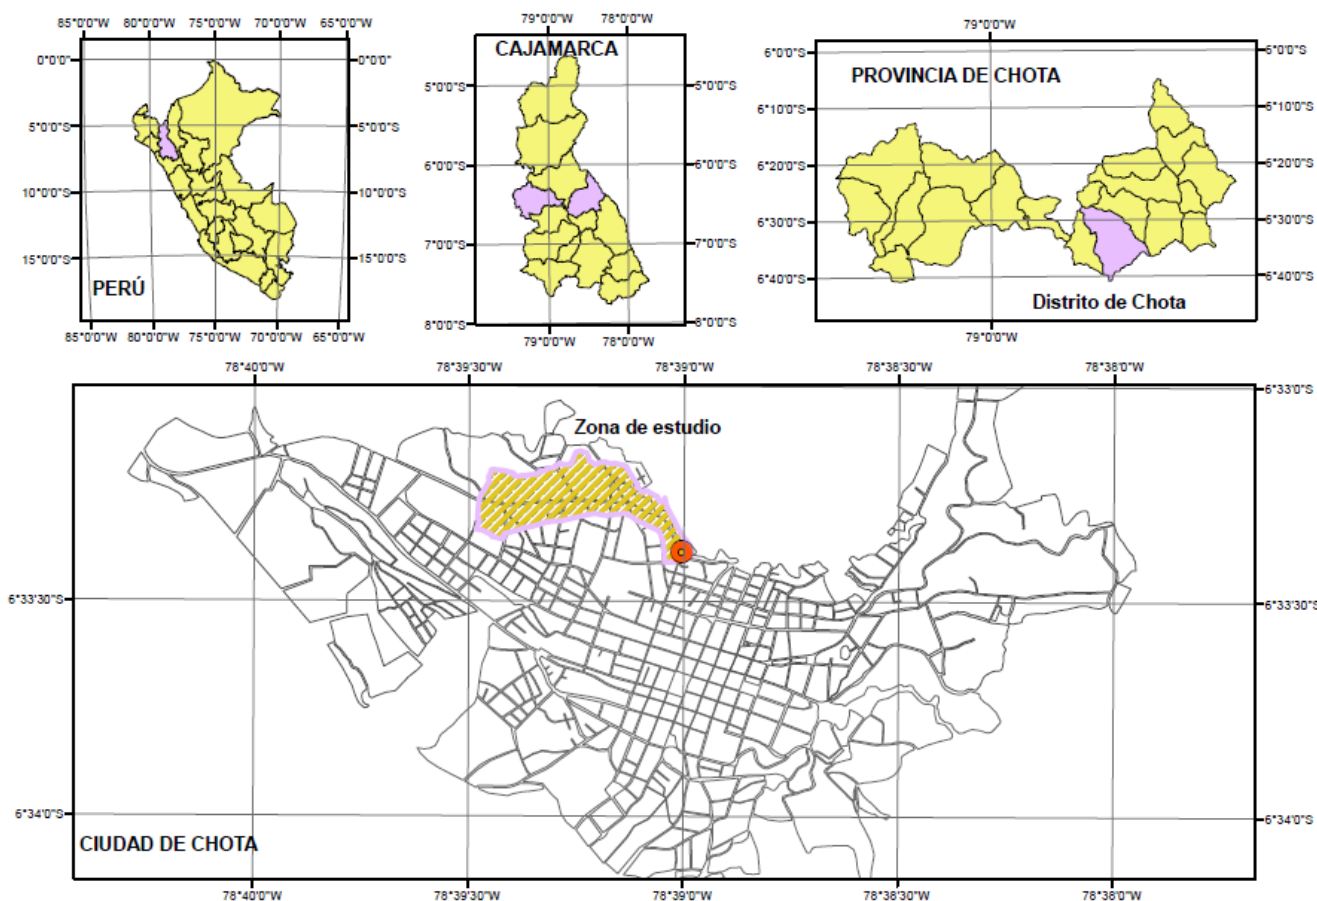 85°0'0"W 80°0'0"W 75°0'0"W 70°0'0"W 65°0'0"W
0°0'0" 0°0'0"
5°0'0"S 5°0'0"S
10°0'0"S 10°0'0"S
15°0'0"S 15°0'0"S
PERÚ
85°0'0"W 80°0'0"W 75°0'0"W 70°0'0"W 65°0'0"W
79°0'0"W 78°0'0"W
CAJAMARCA
5°0'0"S 5°0'0"S
6°0'0"S 6°0'0"S
7°0'0"S 7°0'0"S
8°0'0"S 8°0'0"S
79°0'0"W 78°0'0"W
79°0'0"W
6°0'0"S 6°0'0"S
PROVINCIA DE CHOTA
6°10'0"S 6°10'0"S
6°20'0"S 6°20'0"S
6°30'0"S 6°30'0"S
6°40'0"S 6°40'0"S
Distrito de Chota
79°0'0"W
78°40'0"W 78°39'30"W 78°39'0"W 78°38'30"W 78°38'0"W
6°33'0"S
Zona de estudio
6°33'30"S 6°33'30"S
6°34'0"S 6°34'0"S
CIUDAD DE CHOTA
78°40'0"W 78°39'30"W 78°39'0"W 78°38'30"W 78°38'0"W